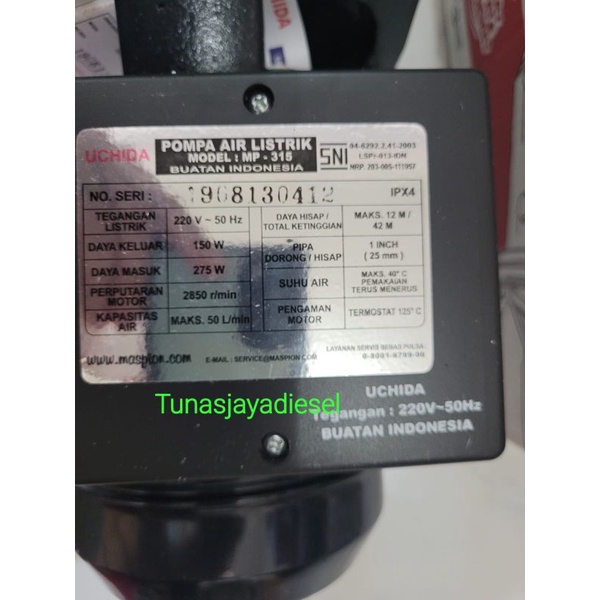 UCHIDA
POMPA AIR LISTRIK
MODEL : MP - 315
BUATAN INDONESIA
SNI
04-6292.2.41-2003
LSPr-013-IDN
NRP. 203-005-111957
NO. SERI : 1908130412 IPX4
TEGANGAN LISTRIK 220 V ~ 50 Hz
DAYA HISAP / TOTAL KETINGGIAN MAKS. 12 M / 42 M
DAYA KELUAR 150 W
PIPA DORONG / HISAP 1 INCH (25 mm)
DAYA MASUK 275 W
SUHU AIR MAKS. 40° C PEMAKAIAN TERUS MENERUS
PERPUTARAN MOTOR 2850 r/min
PENGAMAN MOTOR TERMOSTAT 125° C
KAPASITAS AIR MAKS. 50 L/min
www.maspion.com
E-MAIL : SERVICE@MASPION.COM
LAYANAN SERVIS BEBAS PULSA
Tunasjayadiesel
UCHIDA
Tegangan : 220V~50Hz
BUATAN INDONESIA